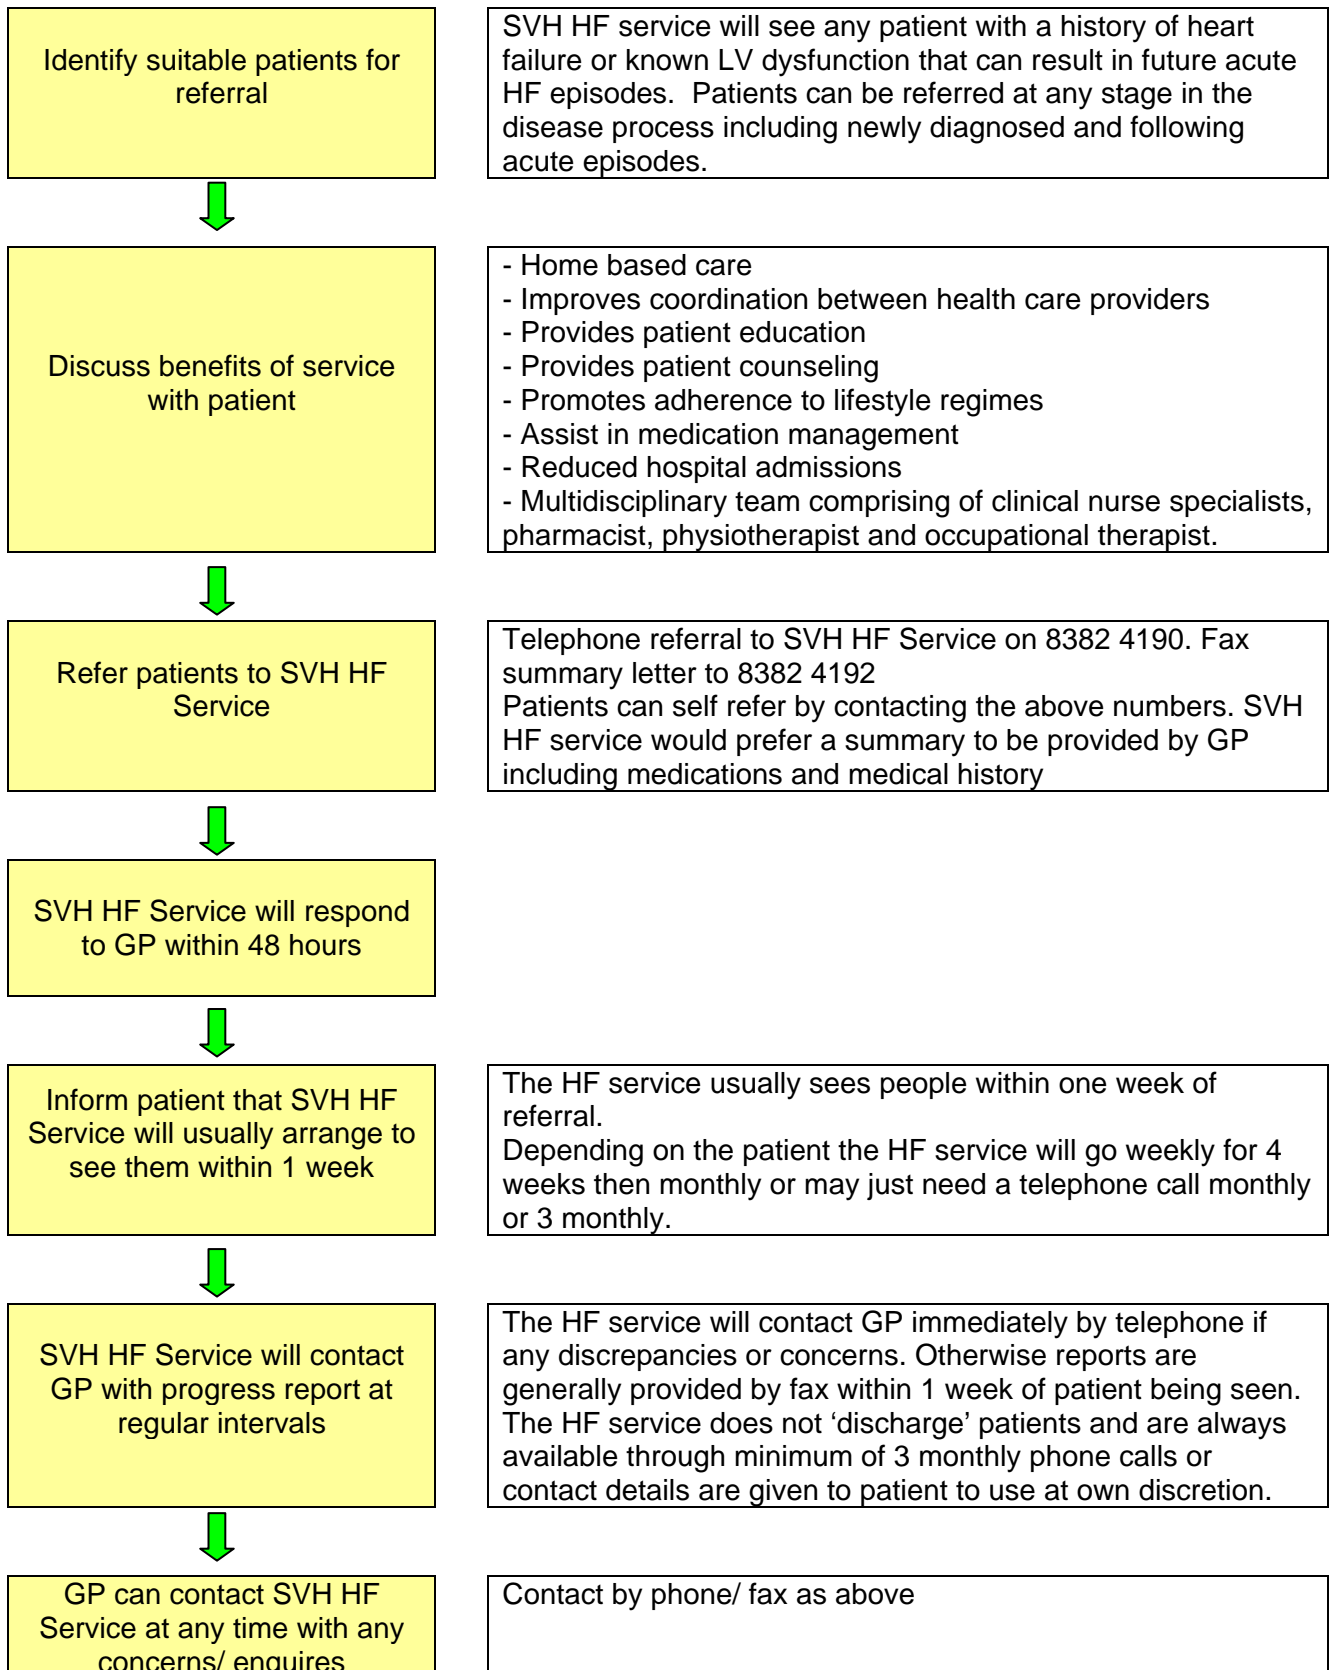 Identify suitable patients for
referral
SVH HF service will see any patient with a history of heart
failure or known LV dysfunction that can result in future acute
HF episodes.  Patients can be referred at any stage in the
disease process including newly diagnosed and following
acute episodes.
Discuss benefits of service
with patient
- Home based care
- Improves coordination between health care providers
- Provides patient education
- Provides patient counseling
- Promotes adherence to lifestyle regimes
- Assist in medication management
- Reduced hospital admissions
- Multidisciplinary team comprising of clinical nurse specialists,
pharmacist, physiotherapist and occupational therapist.
Refer patients to SVH HF
Service
Telephone referral to SVH HF Service on 8382 4190. Fax
summary letter to 8382 4192
Patients can self refer by contacting the above numbers. SVH
HF service would prefer a summary to be provided by GP
including medications and medical history
SVH HF Service will respond
to GP within 48 hours
Inform patient that SVH HF
Service will usually arrange to
see them within 1 week
The HF service usually sees people within one week of
referral.
Depending on the patient the HF service will go weekly for 4
weeks then monthly or may just need a telephone call monthly
or 3 monthly.
SVH HF Service will contact
GP with progress report at
regular intervals
The HF service will contact GP immediately by telephone if
any discrepancies or concerns. Otherwise reports are
generally provided by fax within 1 week of patient being seen.
The HF service does not ‘discharge’ patients and are always
available through minimum of 3 monthly phone calls or
contact details are given to patient to use at own discretion.
GP can contact SVH HF
Service at any time with any
concerns/ enquires
Contact by phone/ fax as above